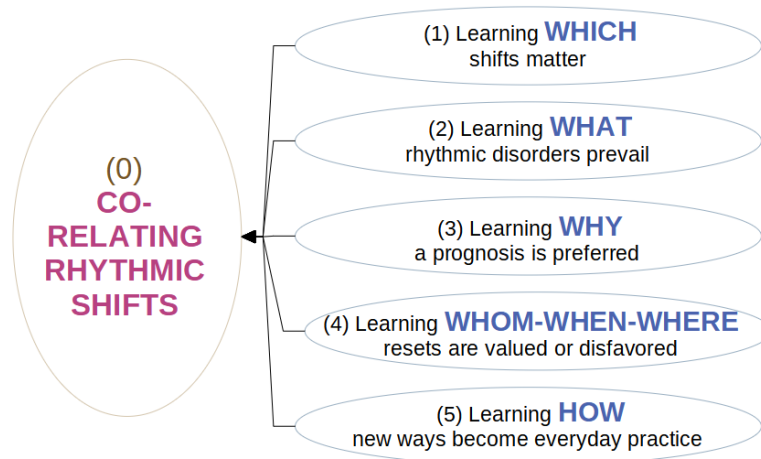 (0)
CO-
RELATING
RHYTHMIC
SHIFTS
(1) Learning WHICH
shifts matter
(2) Learning WHAT
rhythmic disorders prevail
(3) Learning WHY
a prognosis is preferred
(4) Learning WHOM-WHEN-WHERE
resets are valued or disfavored
(5) Learning HOW
new ways become everyday practice